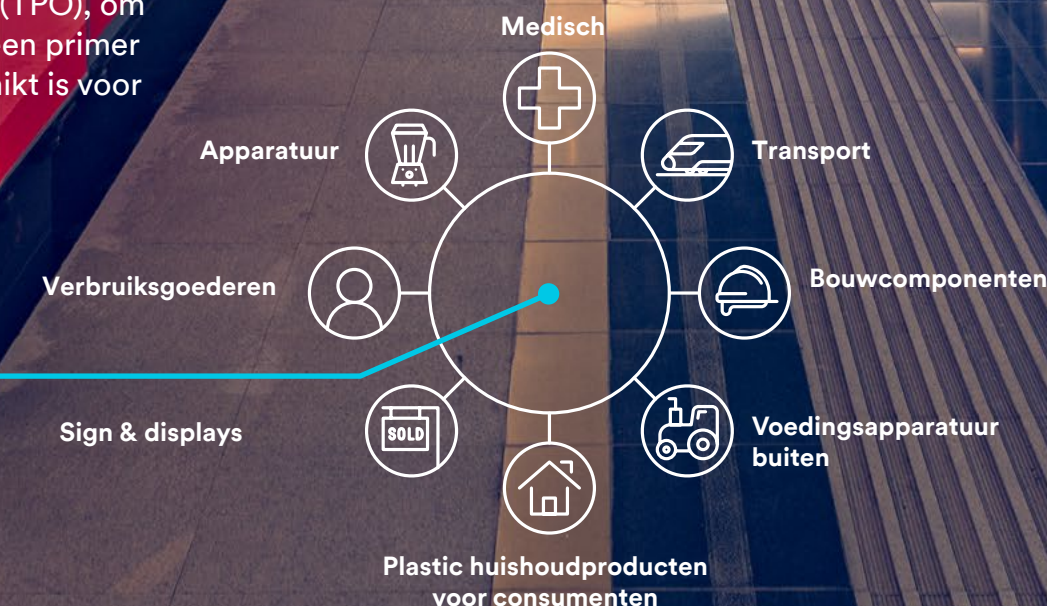 (TPO), om
en primer
ikt is voor
Medisch
Apparatuur
Transport
Verbruiksgoederen
Bouwcomponenten
Sign & displays
SOLD
Voedingsapparatuur
buiten
Plastic huishoudproducten
voor consumenten